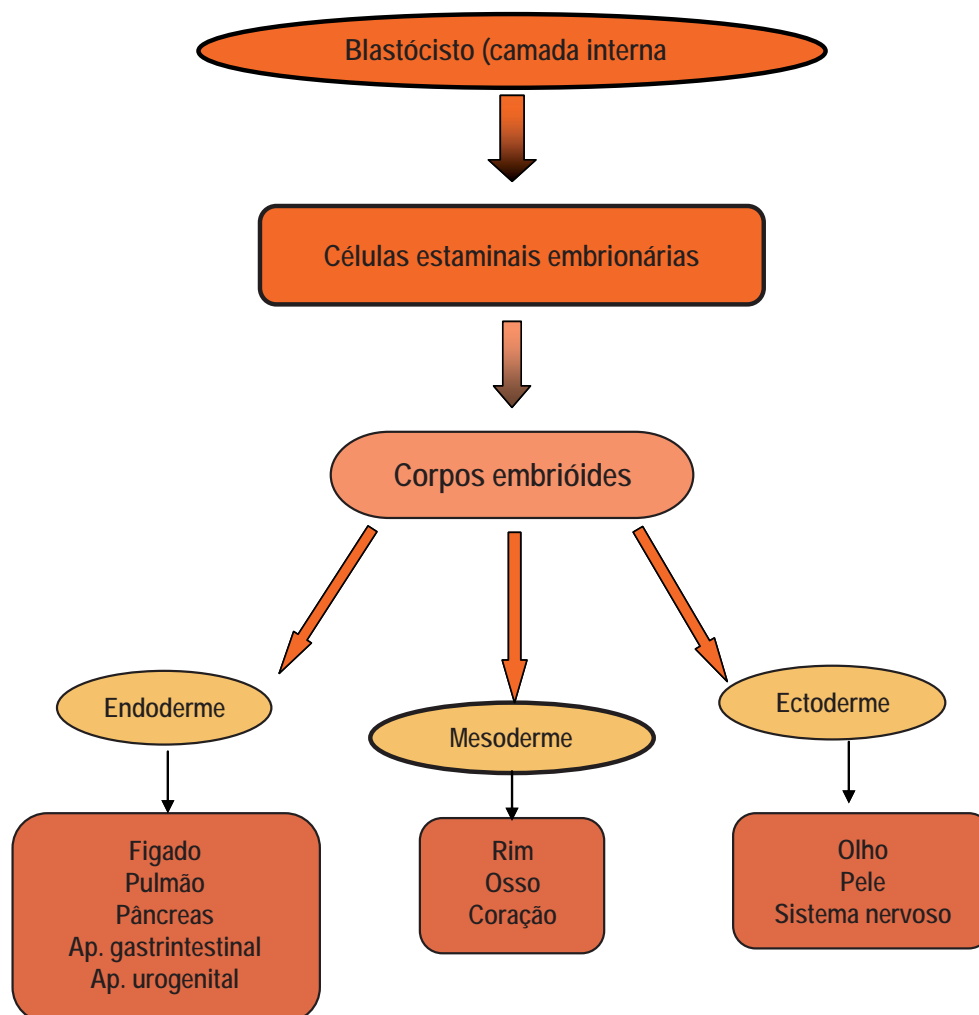 Blastócisto (camada interna
Células estaminais embrionárias
Corpos embrióides
Endoderme
Mesoderme
Ectoderme
Figado
Pulmão
Pâncreas
Ap. gastrintestinal
Ap. urogenital
Rim
Osso
Coração
Olho
Pele
Sistema nervoso